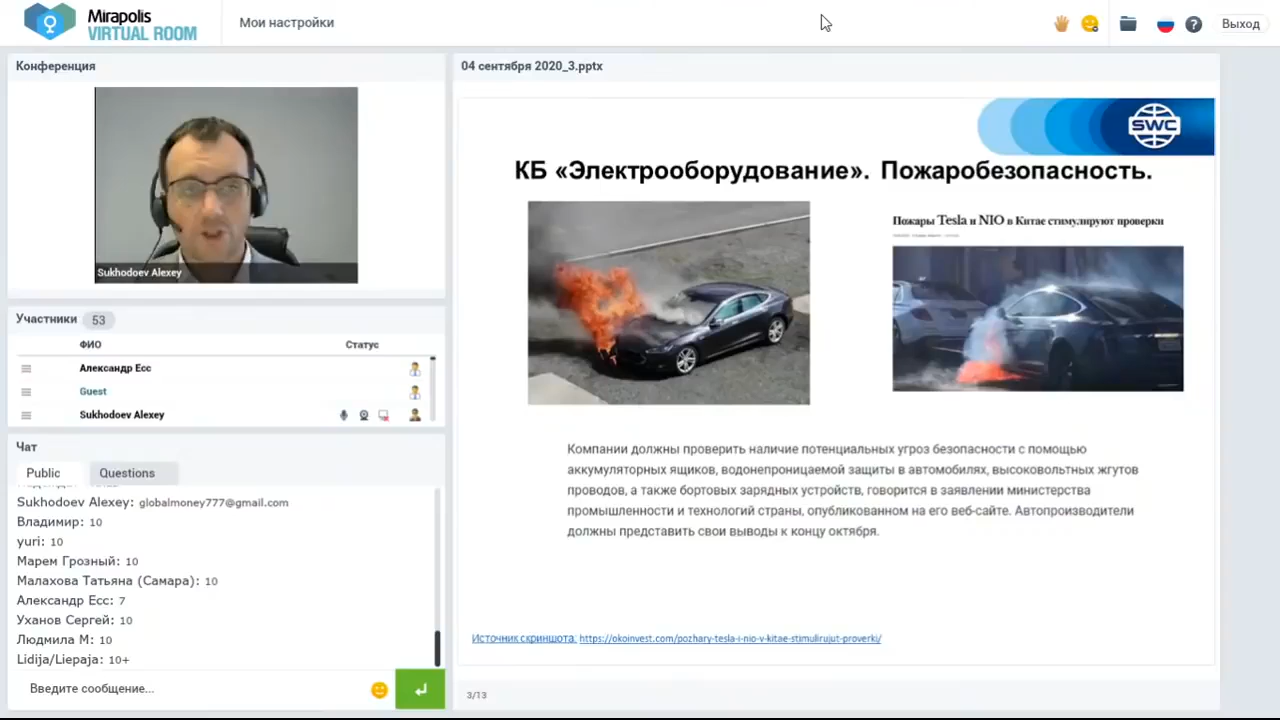 Mirapolis
VIRTUAL ROOM
Мои настройки
Выход
Конференция
Sukhodoev Alexey
Участники 53
ФИО Статус
Александр Есс
Guest
Sukhodoev Alexey
Чат
Public Questions
Sukhodoev Alexey: globalmoney777@gmail.com
Владимир: 10
yuri: 10
Марем Грозный: 10
Малахова Татьяна (Самара): 10
Александр Есс: 7
Уханов Сергей: 10
Людмила М: 10
Lidija/Liepaja: 10+
Введите сообщение...
04 сентября 2020_3.pptx
SWC
КБ «Электрооборудование». Пожаробезопасность.
Пожары Tesla и NIO в Китае стимулируют проверки
Компании должны проверить наличие потенциальных угроз безопасности с помощью
аккумуляторных ящиков, водонепроницаемой защиты в автомобилях, высоковольтных жгутов
проводов, а также бортовых зарядных устройств, говорится в заявлении министерства
промышленности и технологий страны, опубликованном на его веб-сайте. Автопроизводители
должны представить свои выводы к концу октября.
Источник скриншота: https://okoinvest.com/pozhary-tesla-i-nio-v-kitae-stimulirujut-proverki/
3/13